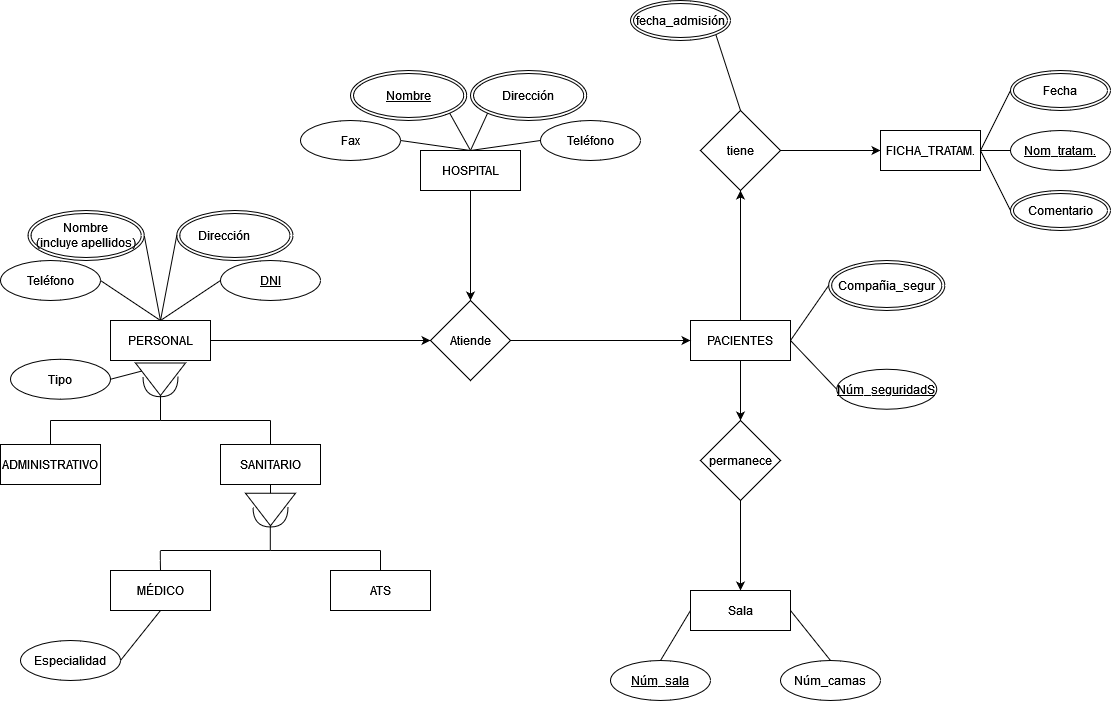 fecha_admisión
Nombre
Dirección
Fax
Teléfono
HOSPITAL
tiene
FICHA_TRATAM.
Fecha
Nom_tratam.
Comentario
Nombre
(incluye apellidos)
Dirección
Teléfono
DNI
PERSONAL
Atiende
PACIENTES
Compañia_segur
Núm_seguridadS
Tipo
ADMINISTRATIVO
SANITARIO
permanece
MÉDICO
ATS
Sala
Especialidad
Núm_sala
Núm_camas